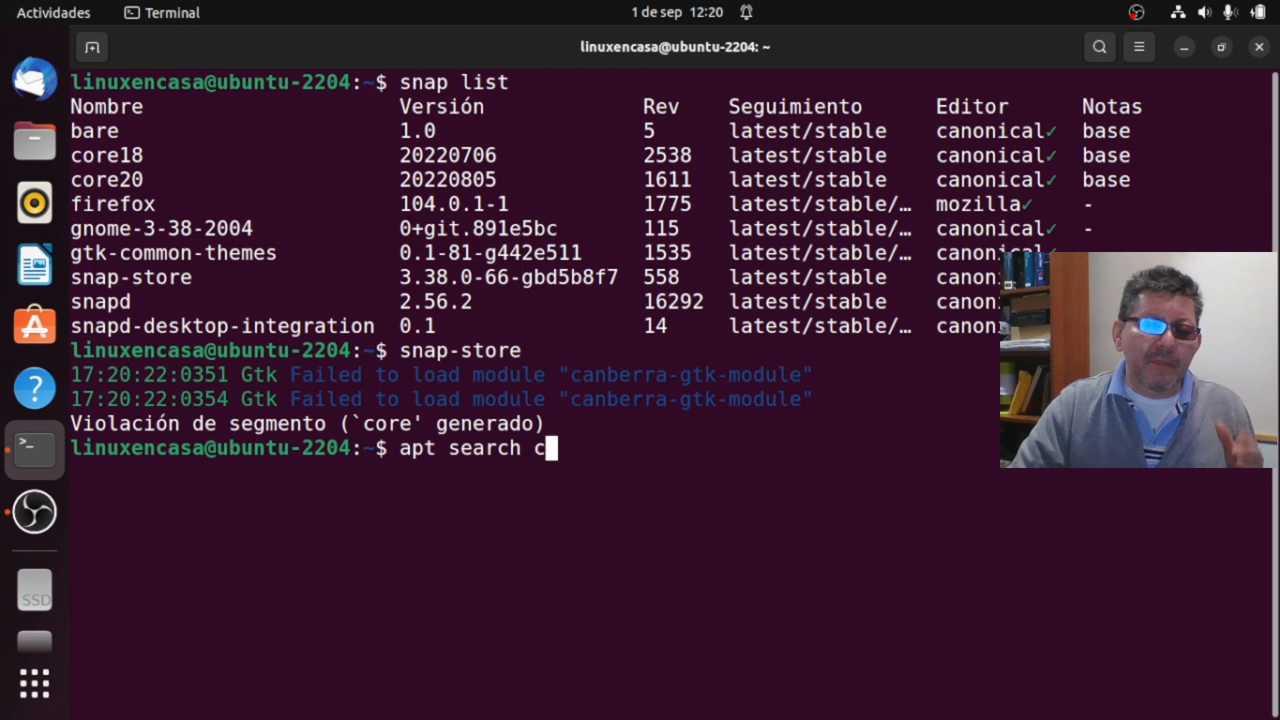 Actividades Terminal 1 de sep 12:20
linuxencasa@ubuntu-2204: ~
linuxencasa@ubuntu-2204:~$ snap list
Nombre Versión Rev Seguimiento Editor Notas
bare 1.0 5 latest/stable canonical✓ base
core18 20220706 2538 latest/stable canonical✓ base
core20 20220805 1611 latest/stable canonical✓ base
firefox 104.0.1-1 1775 latest/stable/… mozilla✓ -
gnome-3-38-2004 0+git.891e5bc 115 latest/stable canonical✓ -
gtk-common-themes 0.1-81-g442e511 1535 latest/stable/… canonical✓
snap-store 3.38.0-66-gbd5b8f7 558 latest/stable canon
snapd 2.56.2 16292 latest/stable canon
snapd-desktop-integration 0.1 14 latest/stable/… canon
linuxencasa@ubuntu-2204:~$ snap-store
17:20:22:0351 Gtk Failed to load module "canberra-gtk-module"
17:20:22:0354 Gtk Failed to load module "canberra-gtk-module"
Violación de segmento (`core' generado)
linuxencasa@ubuntu-2204:~$ apt search c
SSD